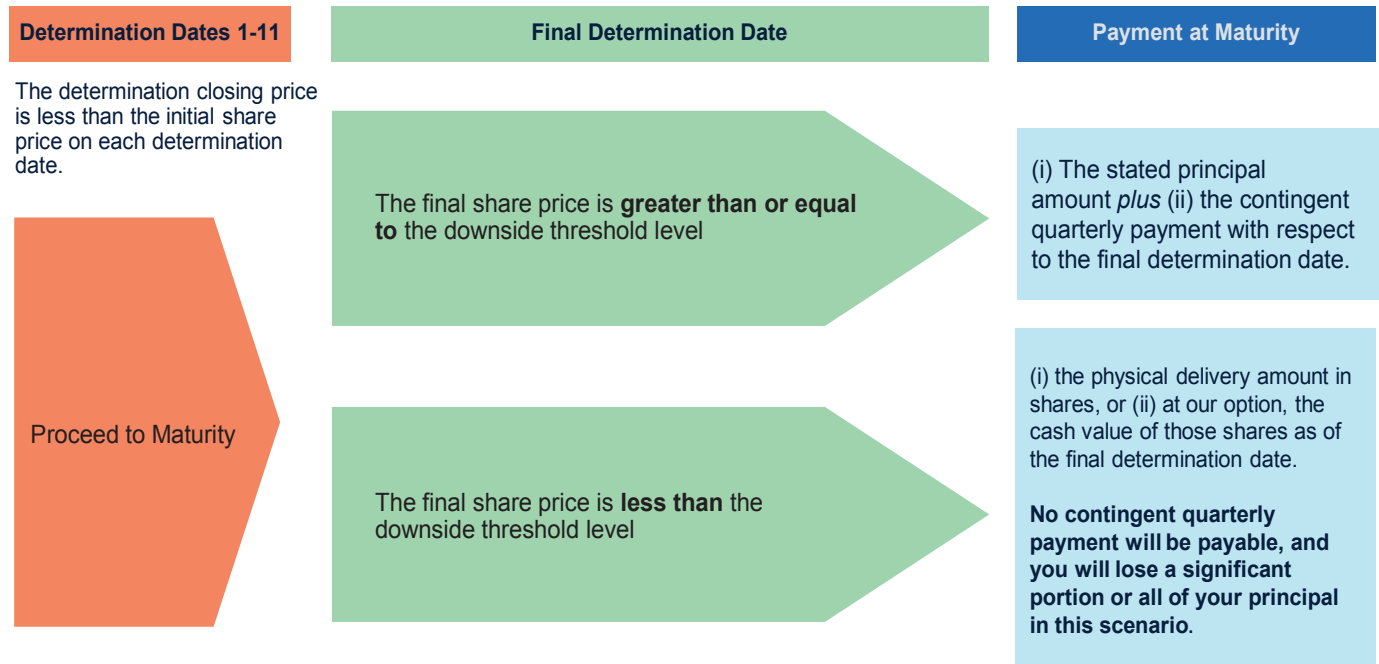 Determination Dates 1-11
Final Determination Date
Payment at Maturity
The determination closing price
is less than the initial share
price on each determination
date.
Proceed to Maturity
The final share price is greater than or equal
to the downside threshold level
(i) The stated principal
amount plus (ii) the contingent
quarterly payment with respect
to the final determination date.
The final share price is less than the
downside threshold level
(i) the physical delivery amount in
shares, or (ii) at our option, the
cash value of those shares as of
the final determination date.
No contingent quarterly
payment will be payable, and
you will lose a significant
portion or all of your principal
in this scenario.